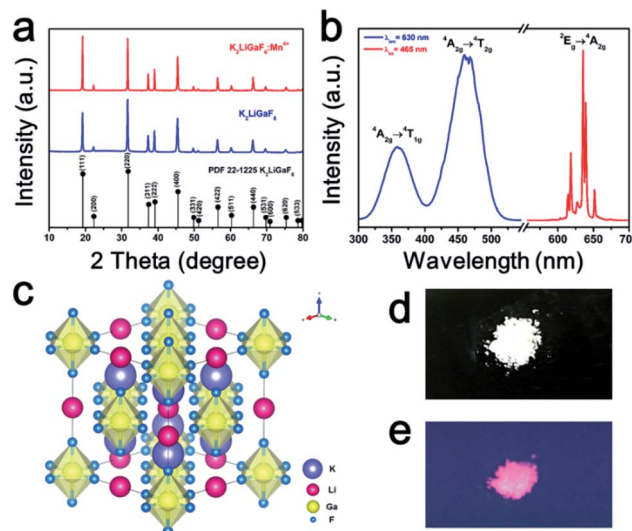 a
K₂LiGaF₆:Mn⁴⁺
K₂LiGaF₆
PDF 22-1225 K₂LiGaF₆
(111)
(200)
(220)
(311)
(222)
(400)
(331)
(420)
(422)
(511)
(440)
(531)
(600)
(620)
(533)
Intensity (a.u.)
10 20 30 40 50 60 70 80
2 Theta (degree)
b
λem= 630 nm
λex= 465 nm
⁴A₂g→⁴T₂g
²Eg→⁴A₂g
⁴A₂g→⁴T₁g
Intensity (a.u.)
300 350 400 450 500 600 650 700
Wavelength (nm)
c
K
Li
Ga
F
d
e